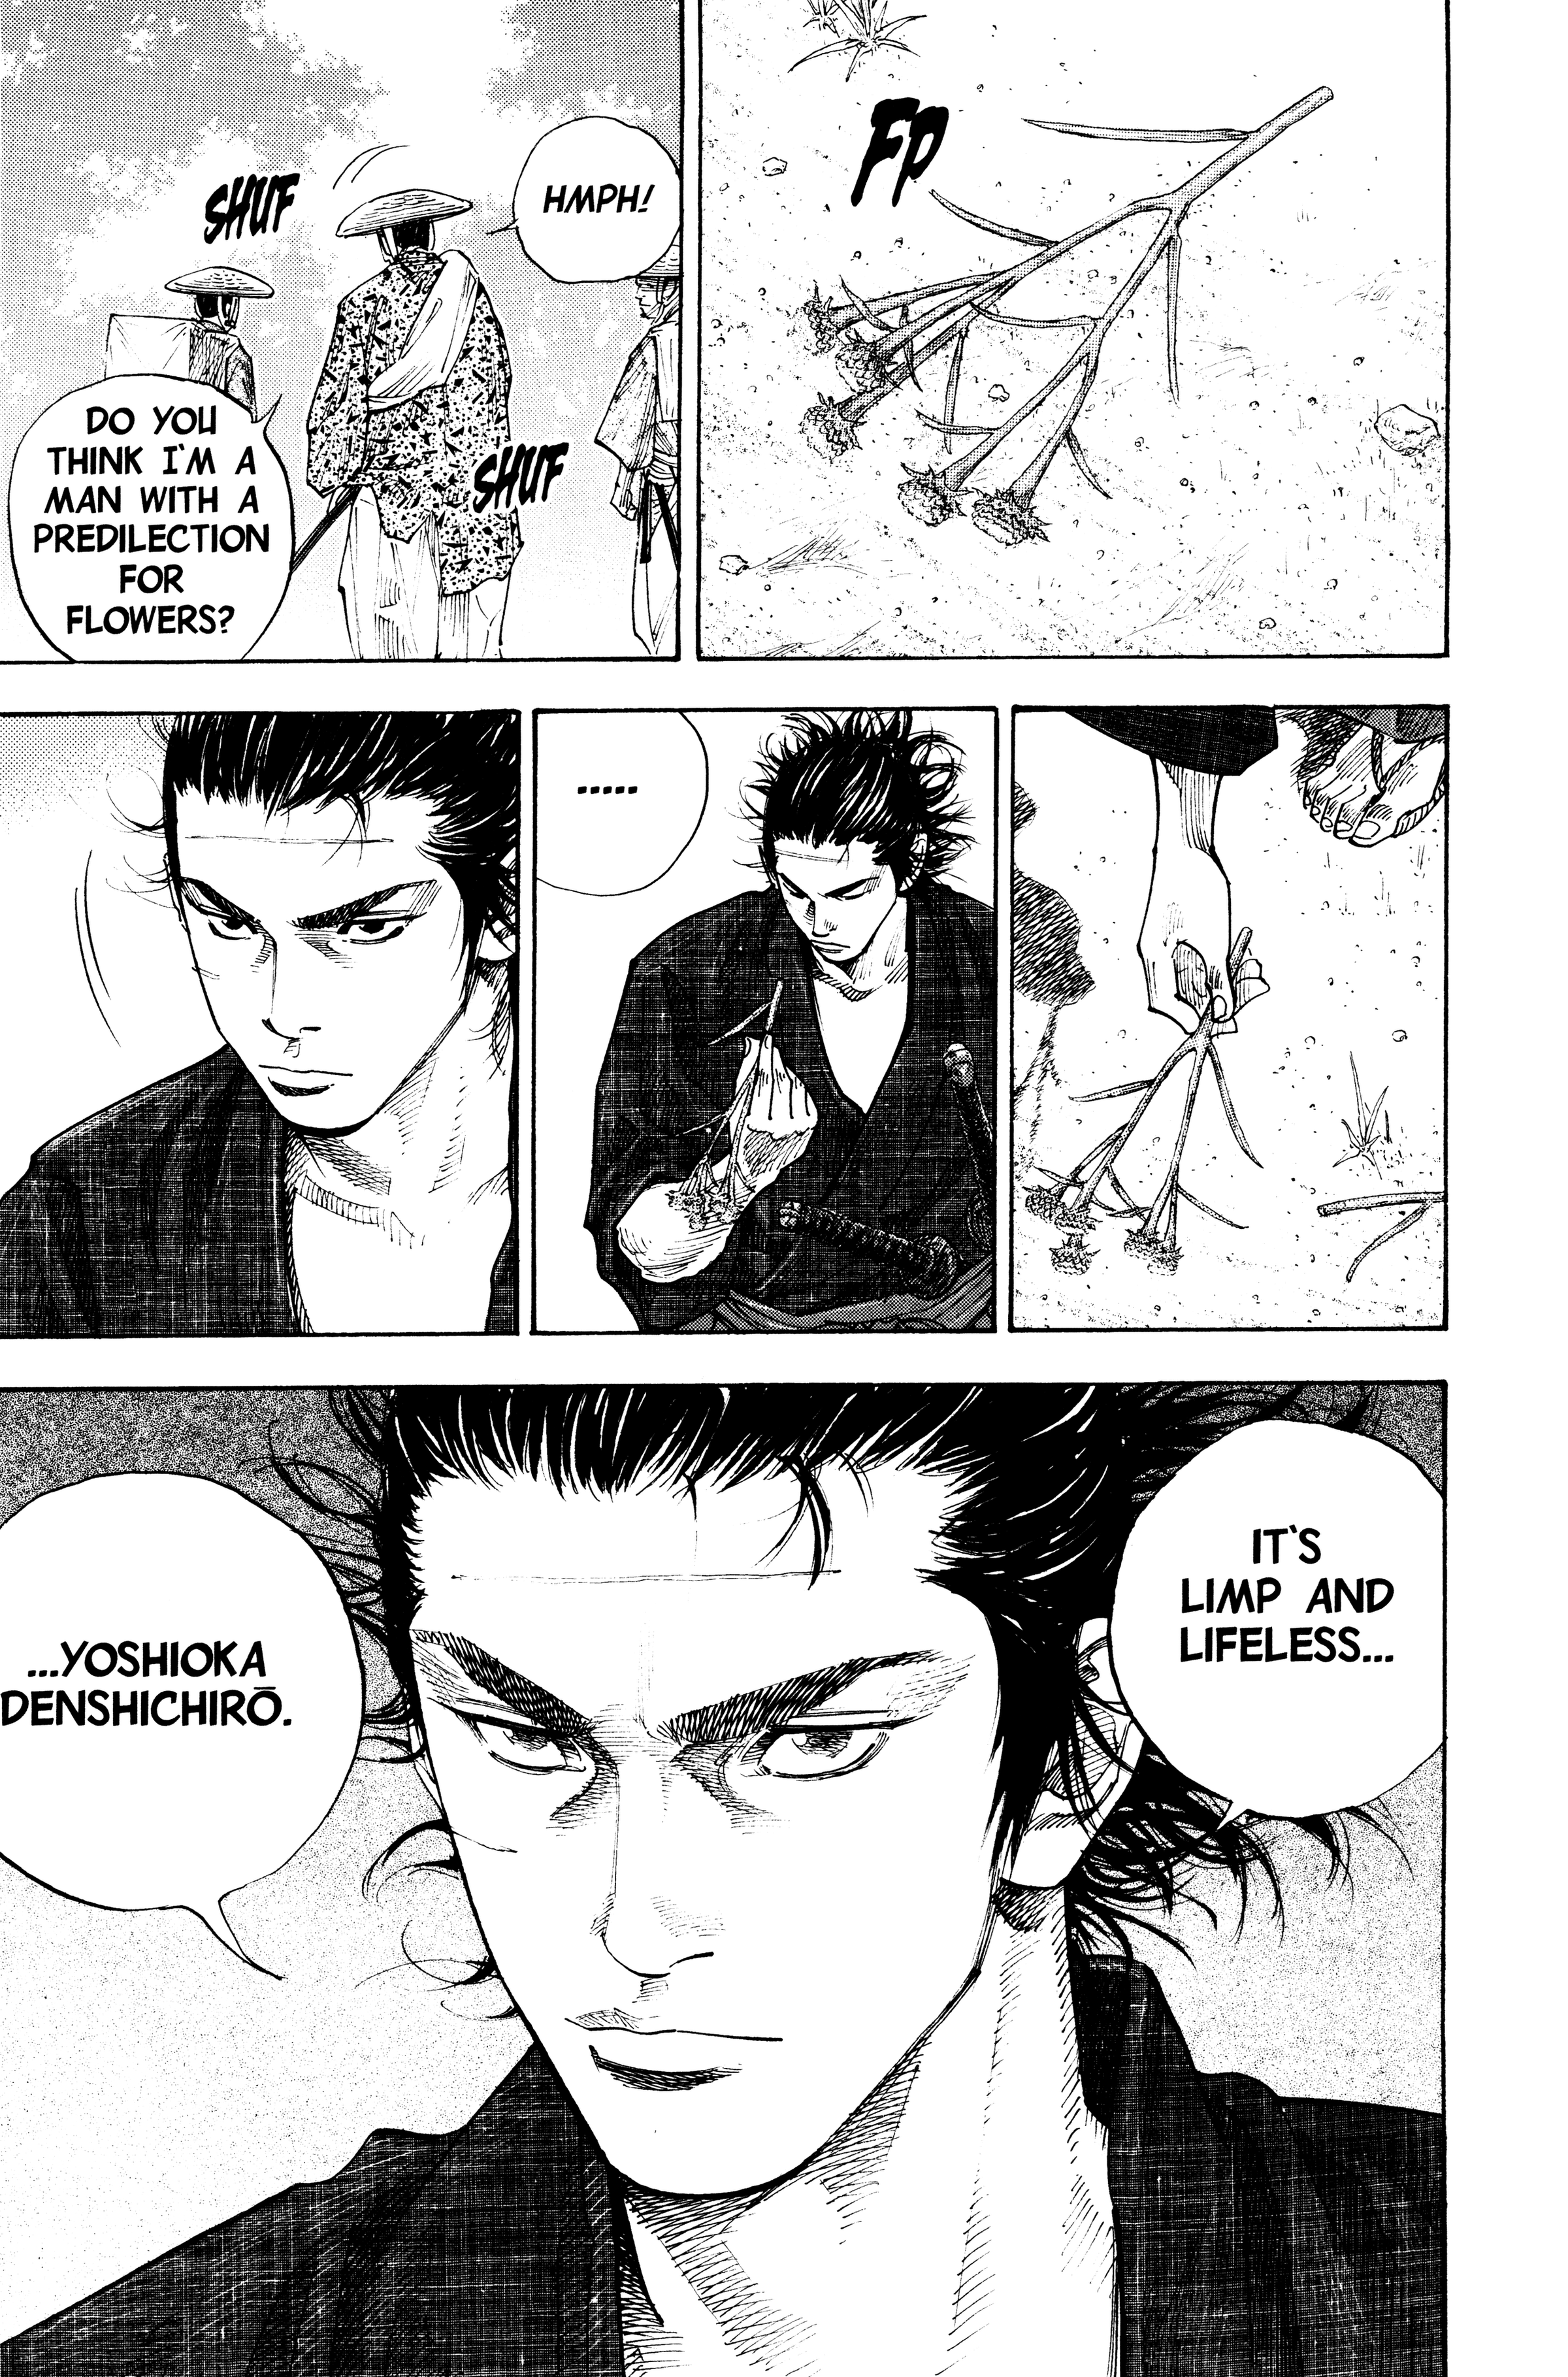 FP
HMPH!
SHUF
SHUF
DO YOU
THINK I'M A
MAN WITH A
PREDILECTION
FOR
FLOWERS?
.....
IT'S
LIMP AND
LIFELESS...
...YOSHIOKA
DENSHICHIRŌ.